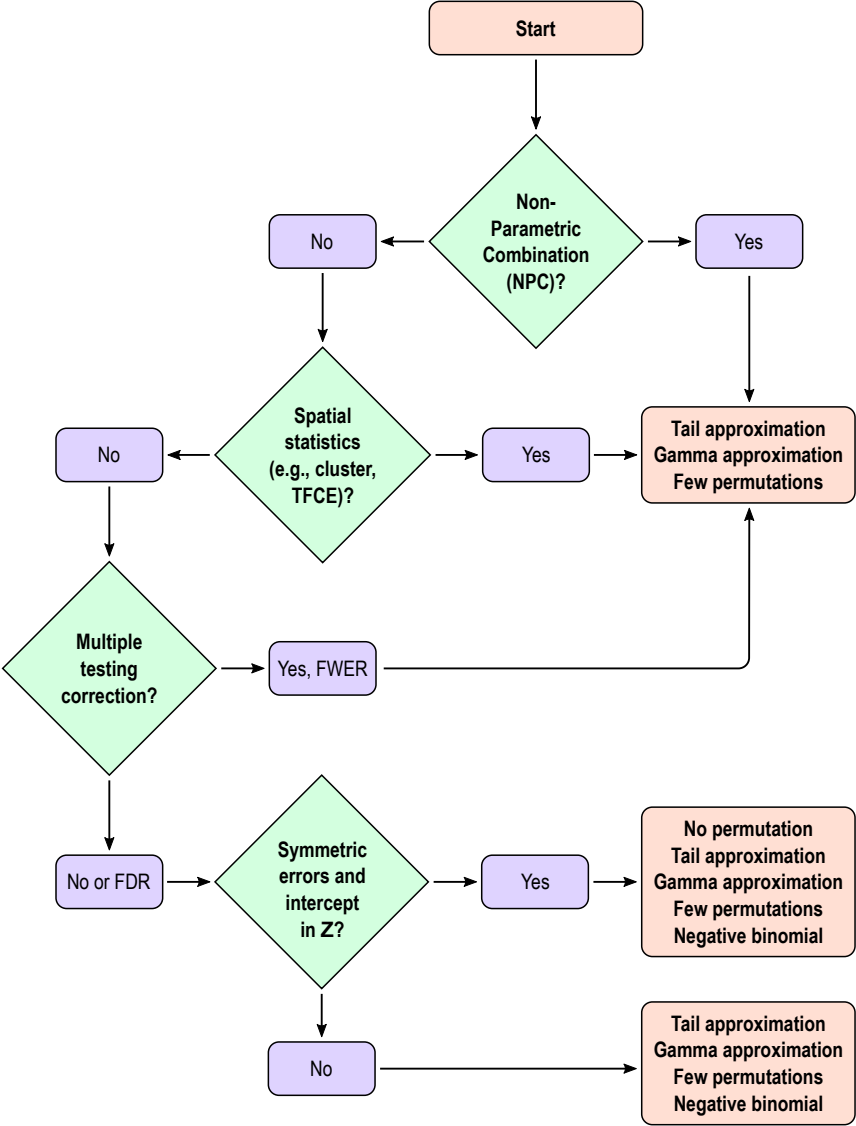 Start
Non-
Parametric
Combination
(NPC)?
No
Yes
Spatial
statistics
(e.g., cluster,
TFCE)?
No
Yes
Tail approximation
Gamma approximation
Few permutations
Multiple
testing
correction?
Yes, FWER
No or FDR
Symmetric
errors and
intercept
in Z?
Yes
No permutation
Tail approximation
Gamma approximation
Few permutations
Negative binomial
No
Tail approximation
Gamma approximation
Few permutations
Negative binomial